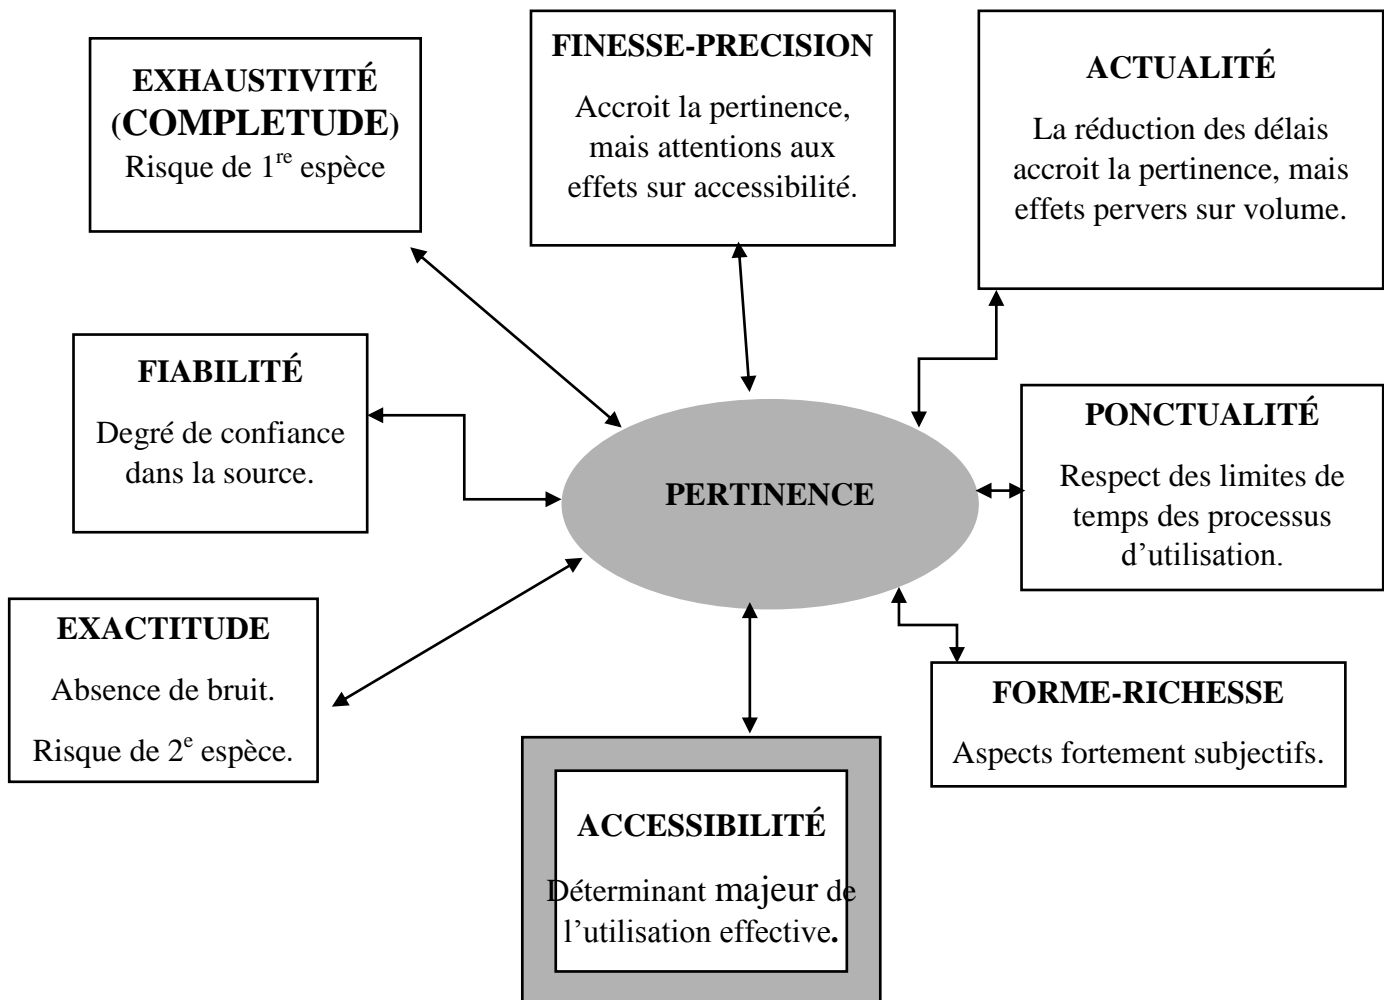 EXHAUSTIVITÉ
(COMPLETUDE)
Risque de 1re espèce
FINESSE-PRECISION
Accroit la pertinence,
mais attentions aux
effets sur accessibilité.
ACTUALITÉ
La réduction des délais
accroit la pertinence, mais
effets pervers sur volume.
FIABILITÉ
Degré de confiance
dans la source.
PERTINENCE
PONCTUALITÉ
Respect des limites de
temps des processus
d’utilisation.
EXACTITUDE
Absence de bruit.
Risque de 2e espèce.
FORME-RICHESSE
Aspects fortement subjectifs.
ACCESSIBILITÉ
Déterminant majeur de
l’utilisation effective.